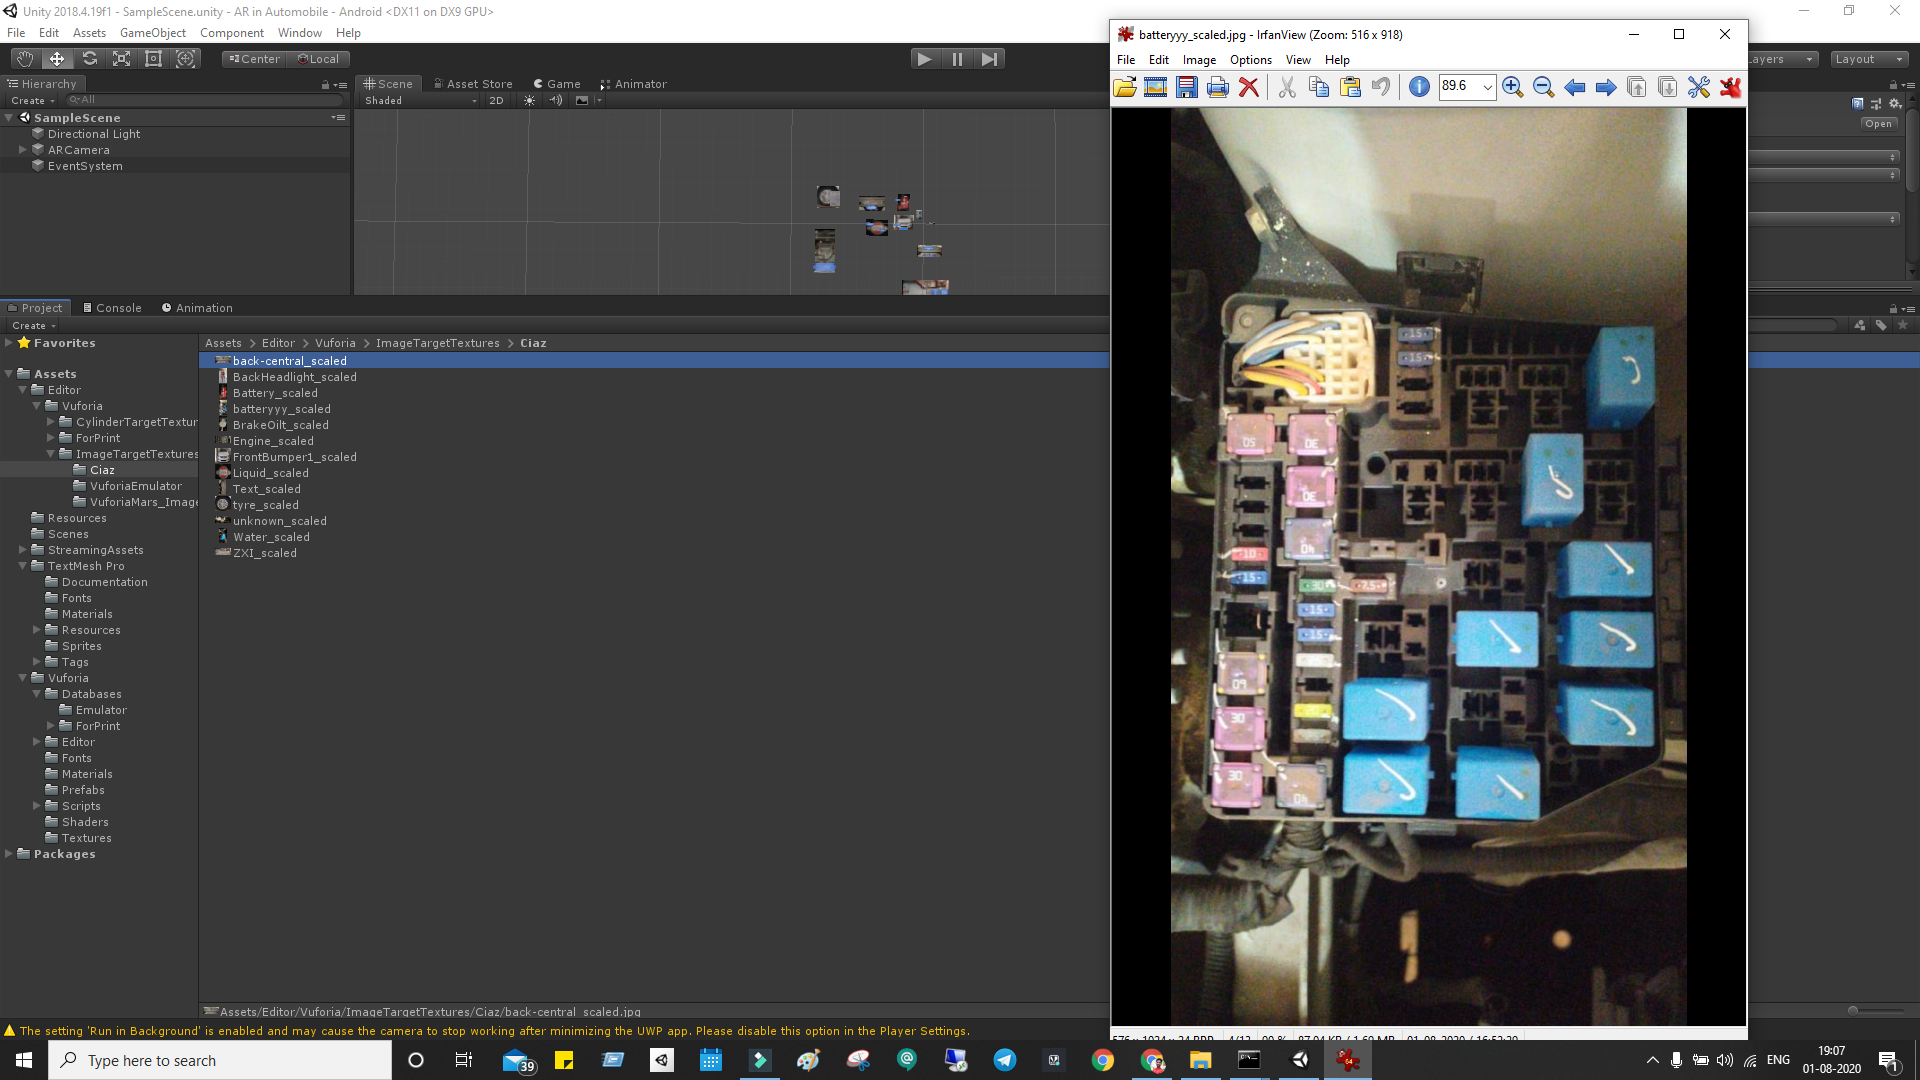 Unity 2018.4.19f1 - SampleScene.unity - AR in Automobile - Android <DX11 on DX9 GPU>
File Edit Assets GameObject Component Window Help
Center Local
Layout
Hierarchy
Create All
SampleScene
Directional Light
ARCamera
EventSystem
Scene Asset Store Game Animator
Shaded 2D
Open
batteryyy_scaled.jpg - IrfanView (Zoom: 516 x 918)
File Edit Image Options View Help
89.6
Project Console Animation
Create
Favorites
Assets
Editor
Vuforia
CylinderTargetTextur
ForPrint
ImageTargetTextures
Ciaz
VuforiaEmulator
VuforiaMars_Image
Resources
Scenes
StreamingAssets
TextMesh Pro
Documentation
Fonts
Materials
Resources
Sprites
Tags
Vuforia
Databases
Emulator
ForPrint
Editor
Fonts
Materials
Prefabs
Scripts
Shaders
Textures
Packages
Assets > Editor > Vuforia > ImageTargetTextures > Ciaz
back-central_scaled
BackHeadlight_scaled
Battery_scaled
batteryyy_scaled
BrakeOilt_scaled
Engine_scaled
FrontBumper1_scaled
Liquid_scaled
Text_scaled
tyre_scaled
unknown_scaled
Water_scaled
ZXI_scaled
Assets/Editor/Vuforia/ImageTargetTextures/Ciaz/back-central_scaled.jpg
15
15
30
30
40
10
15
30
15
15
60
30
30
40
The setting 'Run in Background' is enabled and may cause the camera to stop working after minimizing the UWP app. Please disable this option in the Player Settings.
Type here to search
39
ENG
19:07
01-08-2020
1